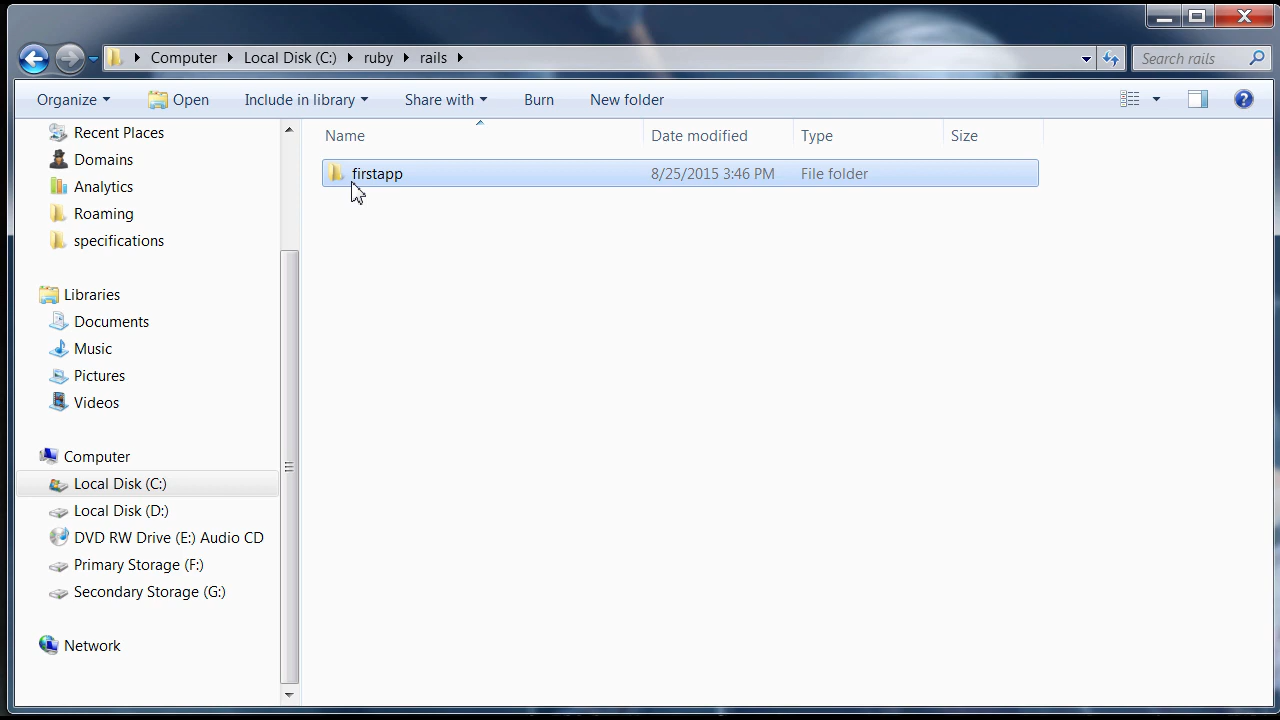 Computer Local Disk (C:) ruby rails Search rails
Organize Open Include in library Share with Burn New folder
Name Date modified Type Size
firstapp 8/25/2015 3:46 PM File folder
Recent Places
Domains
Analytics
Roaming
specifications
Libraries
Documents
Music
Pictures
Videos
Computer
Local Disk (C:)
Local Disk (D:)
DVD RW Drive (E:) Audio CD
Primary Storage (F:)
Secondary Storage (G:)
Network